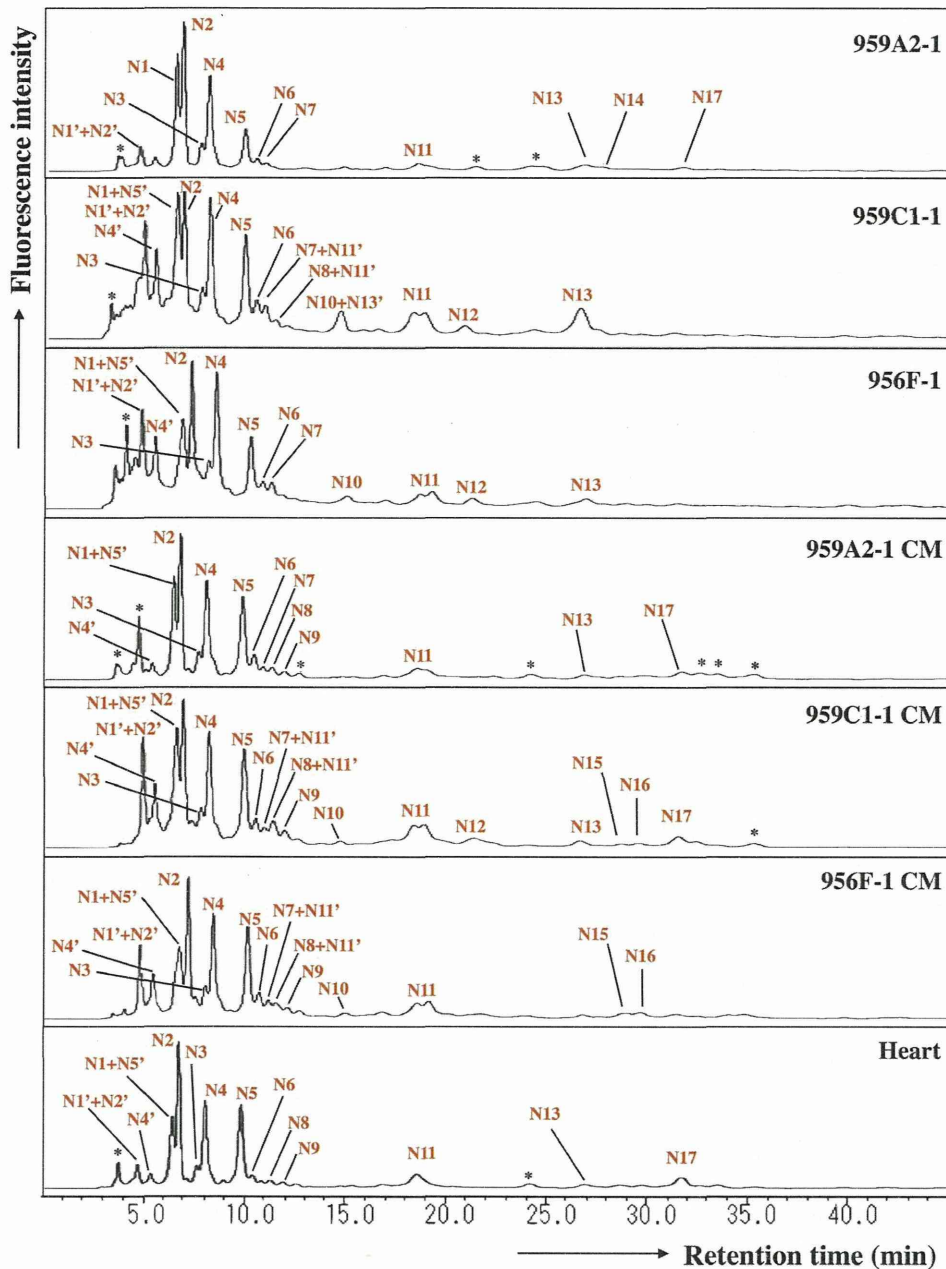 Fluorescence intensity
959A2-1
N2
N1
N4
N3
N6
N5
N7
N1'+N2'
*
N11
*
*
N13
N14
N17
959C1-1
N1+N5'
N2
N1'+N2'
N4
N4'
N5
N6
N3
N7+N11'
N8+N11'
*
N10+N13'
N11
N12
N13
956F-1
N2
N1+N5'
N4
N1'+N2'
*
N4'
N6
N5
N7
N3
N10
N11
N12
N13
959A2-1 CM
N2
N1+N5'
N4
N5
N6
N7
N3
*
N8
N4'
N9
*
*
N11
*
N13
N17
*
*
*
959C1-1 CM
N1+N5'
N2
N1'+N2'
N4
N4'
N5
N6
N7+N11'
N3
N8+N11'
N9
N10
N11
N12
N13
N15
N16
N17
*
956F-1 CM
N2
N1+N5'
N4
N1'+N2'
N5
N7+N11'
N4'
N6
N8+N11'
N3
N9
N10
N11
N15
N16
Heart
N2
N3
N1+N5'
N4
N5
N6
N1'+N2'
N4'
N8
*
N9
N11
*
N13
N17
5.0 10.0 15.0 20.0 25.0 30.0 35.0 40.0
Retention time (min)